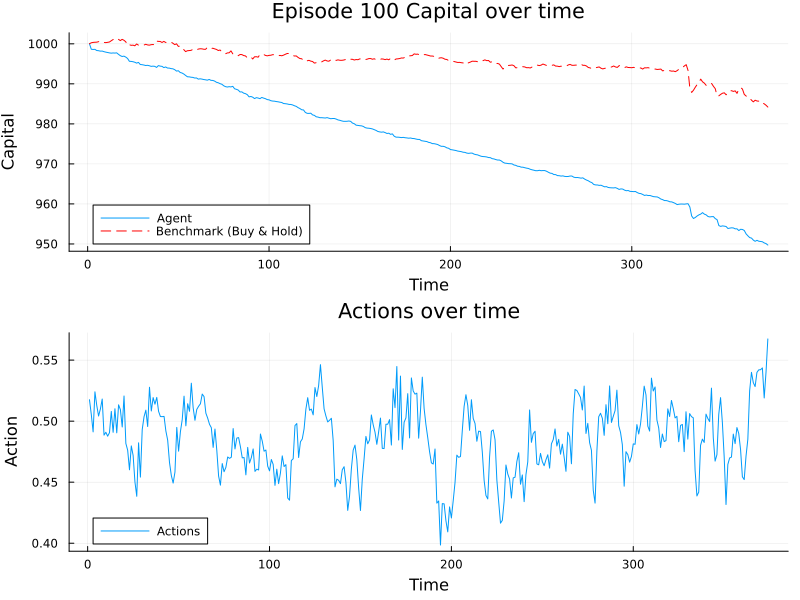 Episode 100 Capital over time
1000
990
980
970
960
950
Capital
Agent
Benchmark (Buy & Hold)
0
100
200
300
Time
Actions over time
0.55
0.50
0.45
0.40
Action
Actions
0
100
200
300
Time